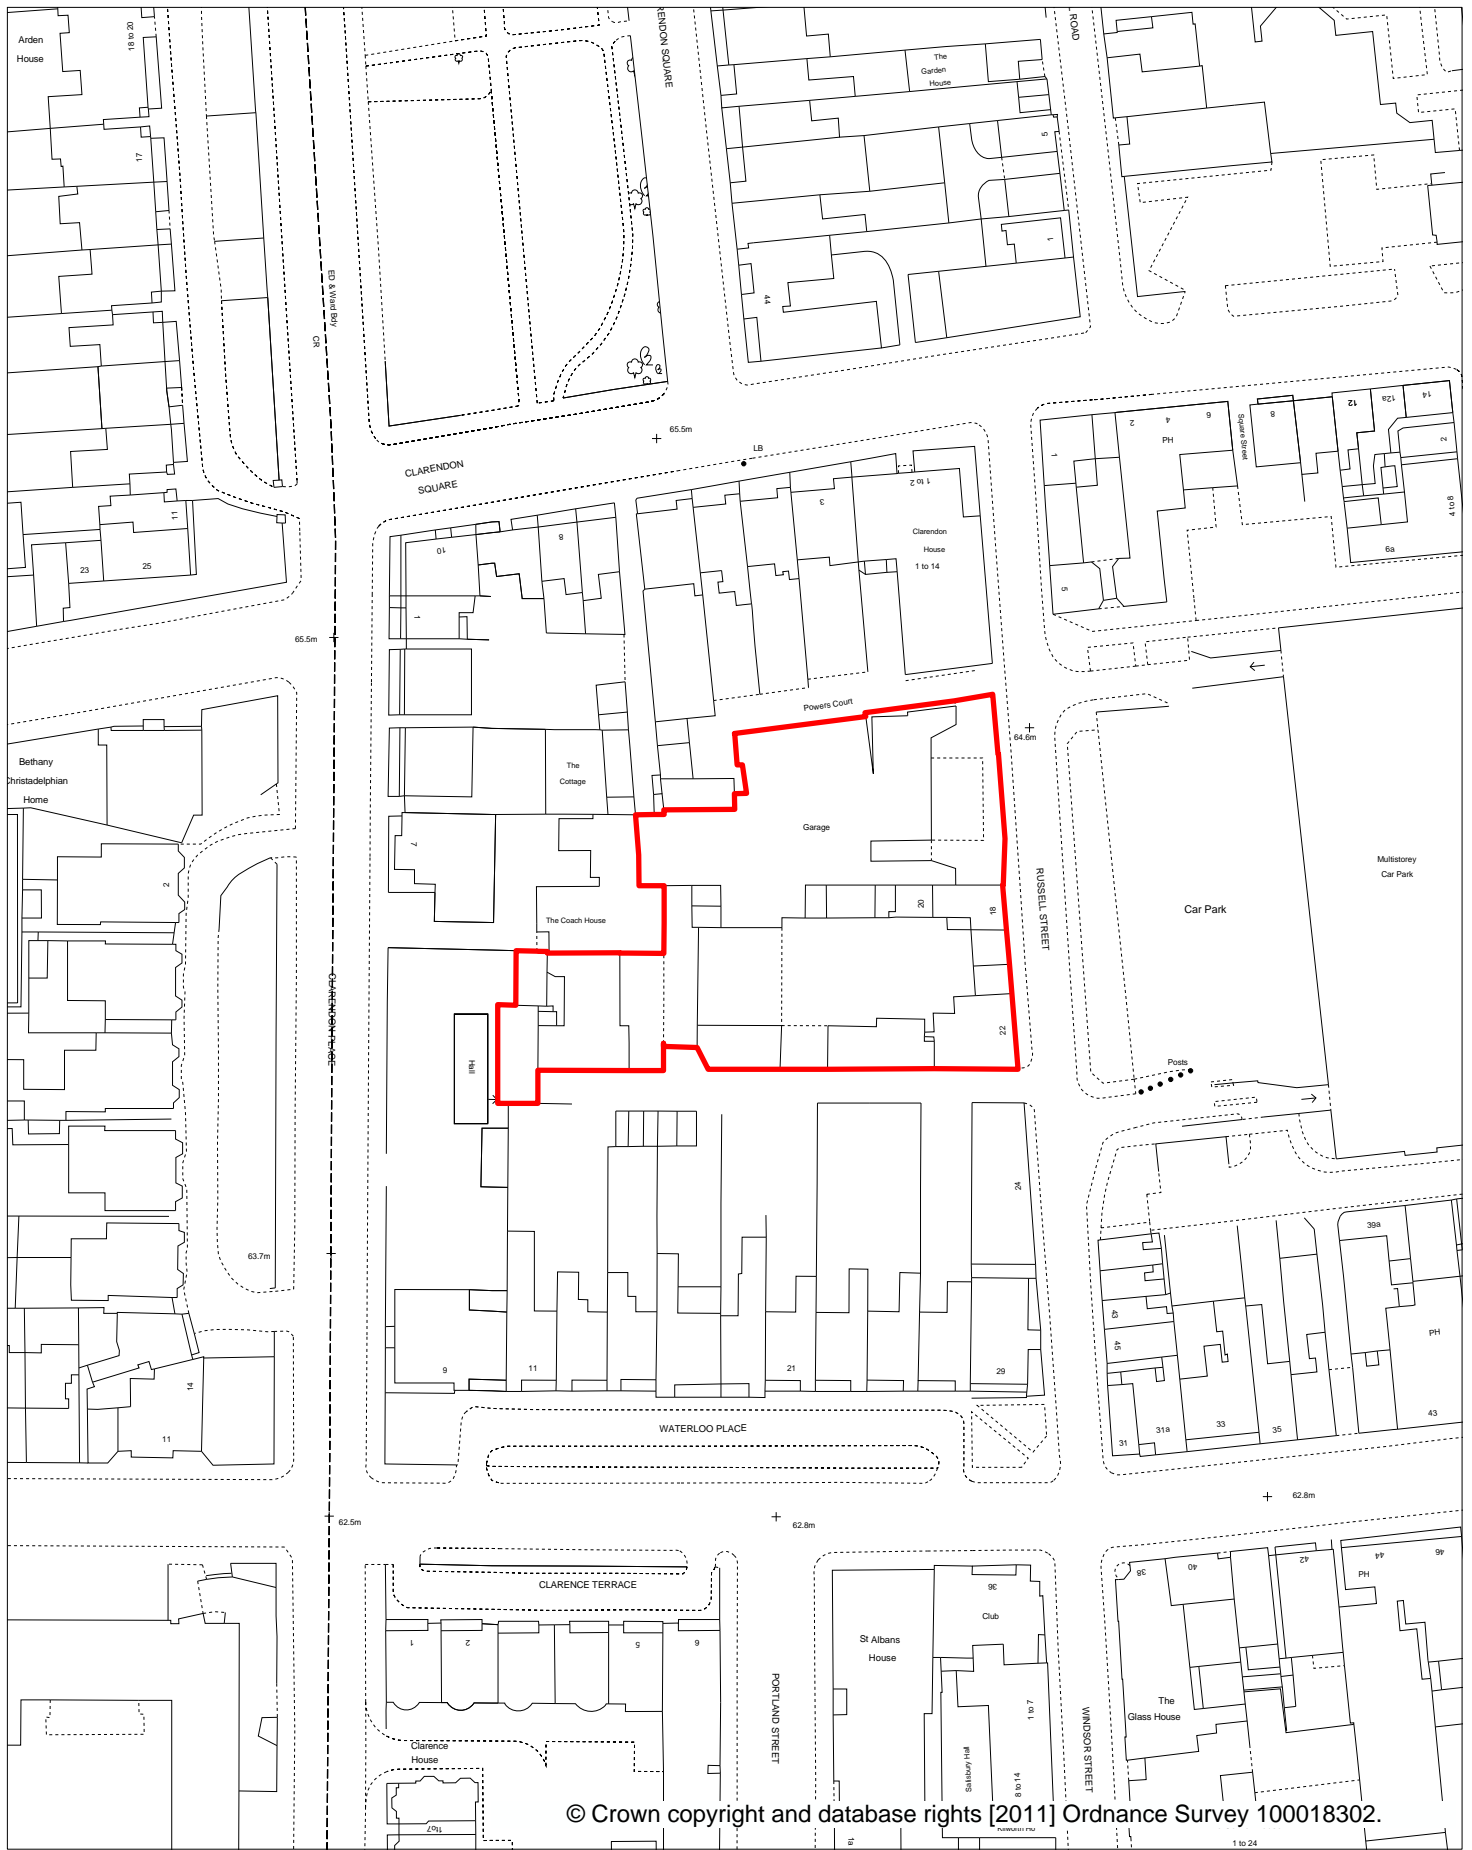 Arden
House
18 to 20
17
ED & Ward Bdy
CR
CLARENDON SQUARE
ROAD
The
Garden
House
5
1
44
65.5m
LB
CLARENDON
SQUARE
11
23
25
65.5m
10
8
1
3
1 to 2
Clarendon
House
1 to 14
1
2
4
6
PH
5
Square Street
8
12
12a
14
2
4 to 8
6a
Powers Court
64.6m
Bethany
Christadelphian
Home
The
Cottage
Garage
7
2
The Coach House
20
18
22
RUSSELL STREET
Car Park
Multistorey
Car Park
CLARENDON PLACE
Hall
Posts
24
63.7m
9
11
21
29
43
45
31
31a
33
35
39a
PH
43
14
11
WATERLOO PLACE
62.5m
62.8m
62.8m
CLARENCE TERRACE
1
2
5
6
PORTLAND STREET
St Albans
House
36
Club
1 to 7
Salisbury Hall
8 to 14
WINDSOR STREET
38
40
42
44
46
PH
The
Glass House
Clarence
House
1to7
1a
Kilworth Ho
1 to 24
© Crown copyright and database rights [2011] Ordnance Survey 100018302.